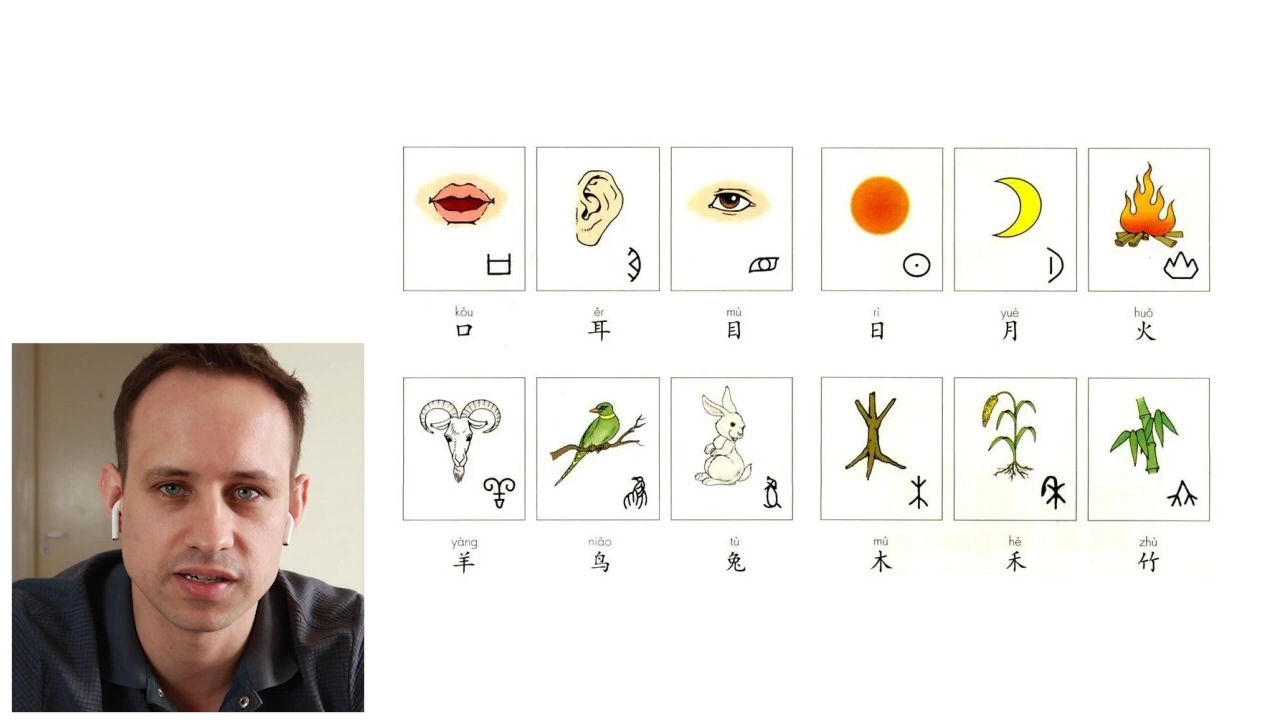 kǒu ěr mù rì yuè huǒ
口 耳 目 日 月 火
yáng niǎo tù mù hé zhú
羊 鸟 兔 木 禾 竹